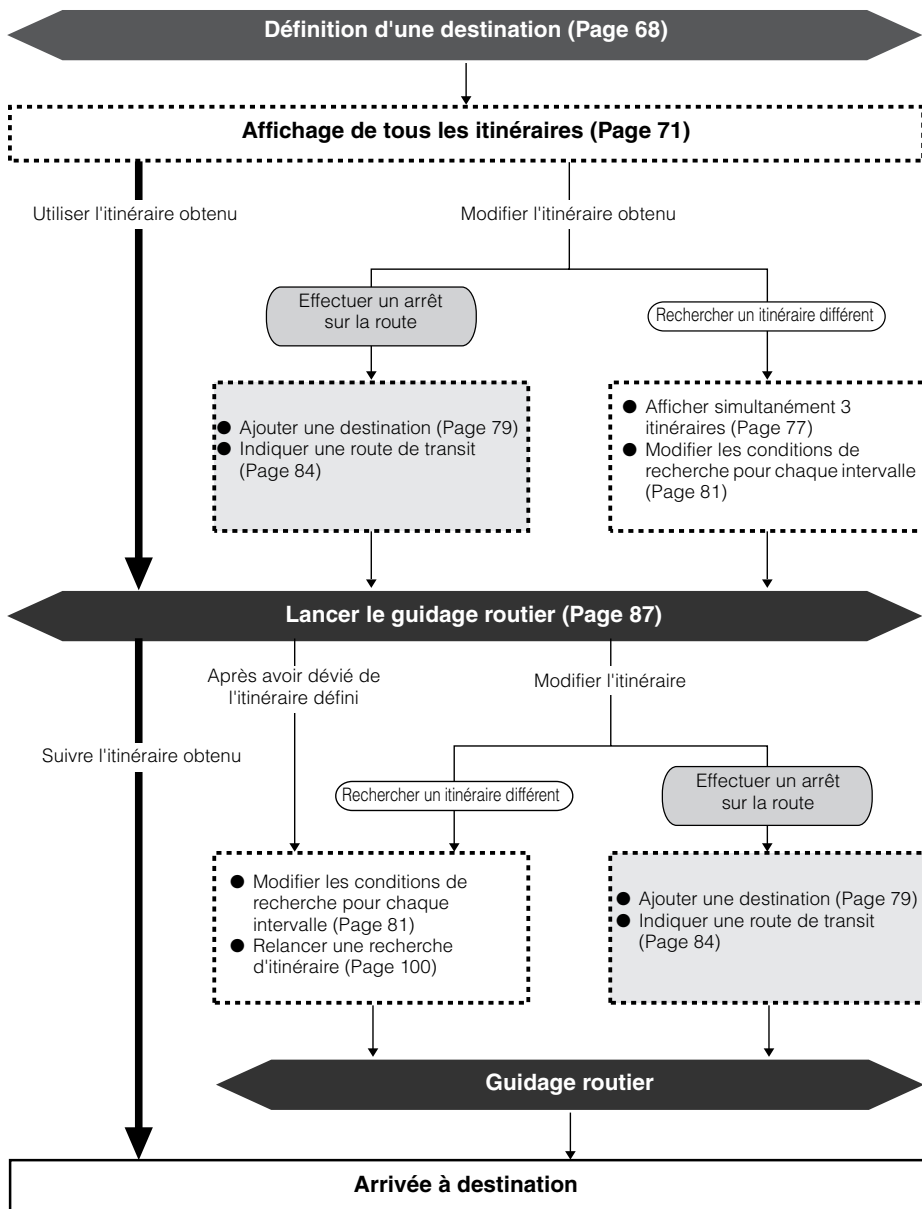 Définition d'une destination (Page 68)
Affichage de tous les itinéraires (Page 71)
Utiliser l'itinéraire obtenu
Modifier l'itinéraire obtenu
Effectuer un arrêt
sur la route
Rechercher un itinéraire différent
● Ajouter une destination (Page 79)
● Indiquer une route de transit
(Page 84)
● Afficher simultanément 3
itinéraires (Page 77)
● Modifier les conditions de
recherche pour chaque intervalle
(Page 81)
Lancer le guidage routier (Page 87)
Après avoir dévié de
l'itinéraire défini
Modifier l'itinéraire
Suivre l'itinéraire obtenu
Rechercher un itinéraire différent
Effectuer un arrêt
sur la route
● Modifier les conditions de
recherche pour chaque
intervalle (Page 81)
● Relancer une recherche
d'itinéraire (Page 100)
● Ajouter une destination (Page 79)
● Indiquer une route de transit
(Page 84)
Guidage routier
Arrivée à destination